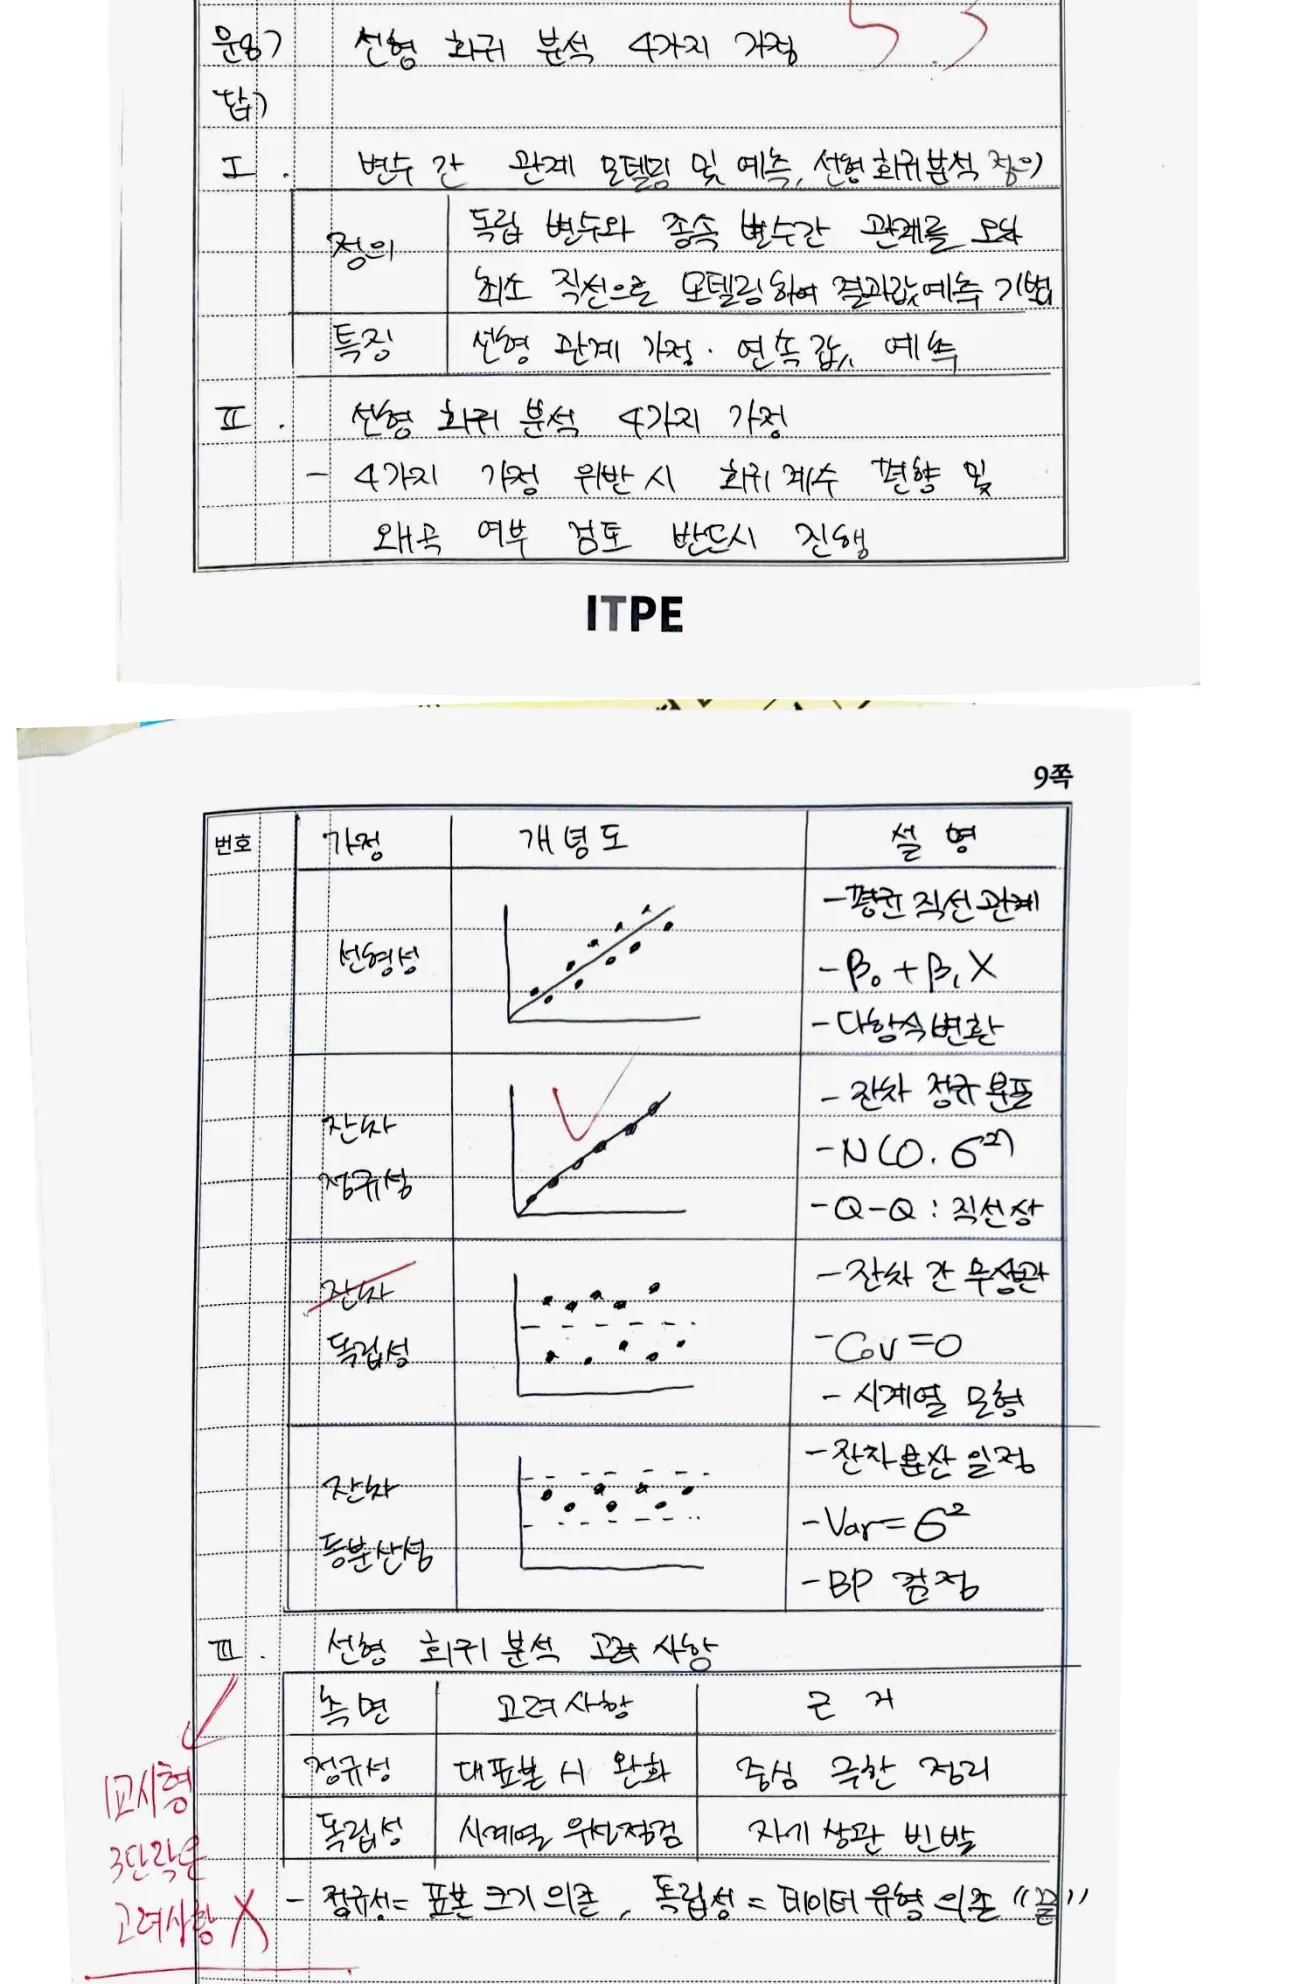 문8) 선형 회귀 분석 4가지 가정 5.3
답)
I. 변수 간 관계 모델링 및 예측, 선형회귀분석 정의
정의 독립 변수와 종속 변수간 관계를 오차
최소 직선으로 모델링하여 결과값 예측 기법
특징 선형 관계 가정. 연속 값, 예측
II. 선형 회귀 분석 4가지 가정
- 4가지 가정 위반 시 회귀 계수 편향 및
왜곡 여부 검토 반드시 진행
ITPE
9쪽
번호 가정 개념도 설명
선형성
- 평균 직선 관계
- β₀ + β₁X
- 다항식변환
잔차
정규성
- 잔차 정규분포
- N(0. σ²)
- Q-Q : 직선상
잔차
독립성
- 잔차 간 무상관
- Cov=0
- 시계열 모형
잔차
등분산성
- 잔차분산 일정
- Var=σ²
- BP 검정
III. 선형 회귀 분석 고려 사항
측면 고려사항 근거
정규성 대표본 시 완화 중심 극한 정리
독립성 시계열 우선점검 자기 상관 빈발
- 정규성= 표본 크기 의존, 독립성 = 데이터 유형 의존 "끝"
1교시형
3단락은
고려사항 X